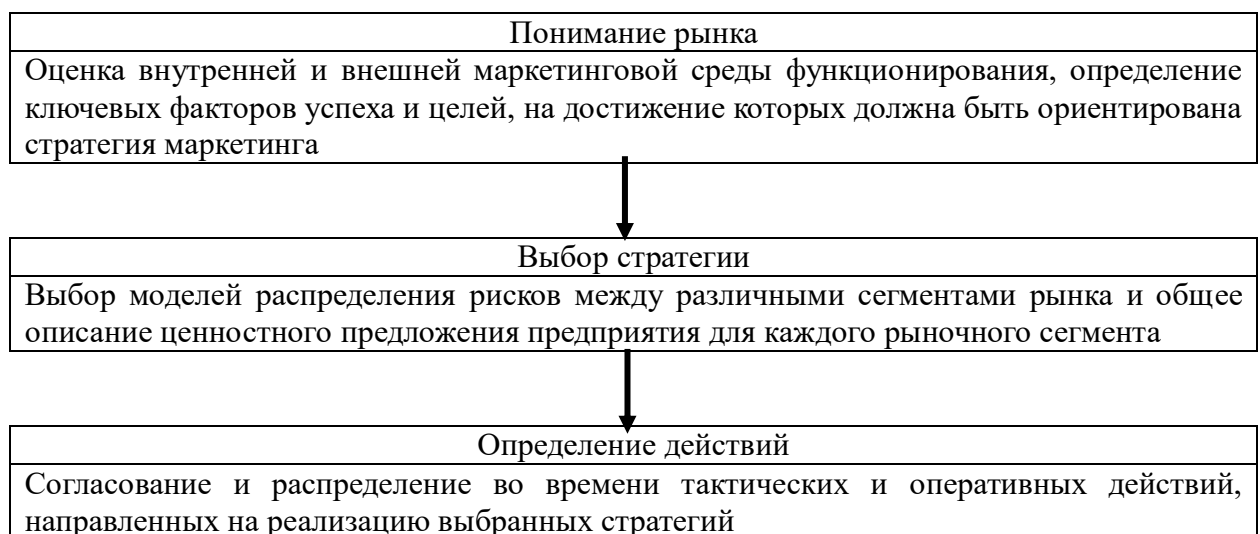 Понимание рынка
Оценка внутренней и внешней маркетинговой среды функционирования, определение
ключевых факторов успеха и целей, на достижение которых должна быть ориентирована
стратегия маркетинга
Выбор стратегии
Выбор моделей распределения рисков между различными сегментами рынка и общее
описание ценностного предложения предприятия для каждого рыночного сегмента
Определение действий
Согласование и распределение во времени тактических и оперативных действий,
направленных на реализацию выбранных стратегий